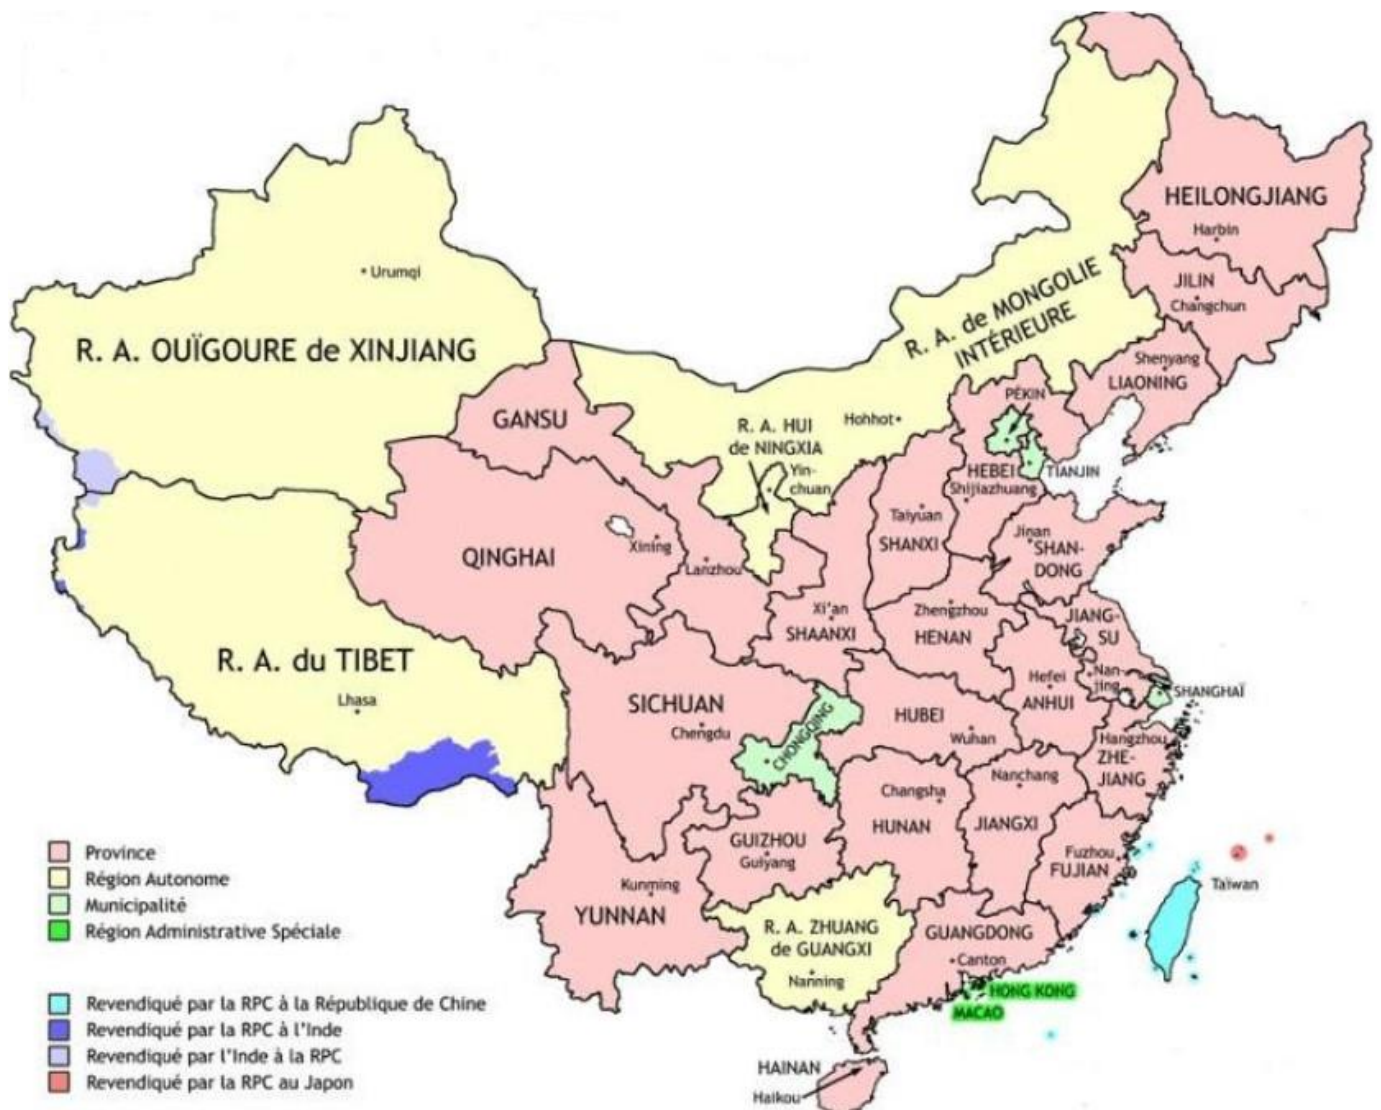 HEILONGJIANG
Harbin
Urumqi
JILIN
Changchun
R. A. de MONGOLIE
INTÉRIEURE
R. A. OUÏGOURE de XINJIANG
Shenyang
LIAONING
PÉKIN
GANSU
R. A. HUI
de NINGXIA
Hohhot
Yin-
chuan
HEBEI
TIANJIN
Shijiazhuang
Taiyuan
SHANXI
Jinan
SHAN-
DONG
QINGHAI
Xining
Lanzhou
Xi'an
SHAANXI
Zhengzhou
HENAN
JIANG-
SU
R. A. du TIBET
Lhasa
Hefei
ANHUI
Nan-
jing
SHANGHAÏ
SICHUAN
Chengdu
CHONGQING
HUBEI
Wuhan
Hangzhou
ZHE-
JIANG
Nanchang
JIANGXI
Changsha
HUNAN
GUIZHOU
Guiyang
Fuzhou
FUJIAN
Taïwan
Kunming
YUNNAN
R. A. ZHUANG
de GUANGXI
Nanning
GUANGDONG
Canton
HONG KONG
MACAO
HAINAN
Haikou
Province
Région Autonome
Municipalité
Région Administrative Spéciale
Revendiqué par la RPC à la République de Chine
Revendiqué par la RPC à l'Inde
Revendiqué par l'Inde à la RPC
Revendiqué par la RPC au Japon